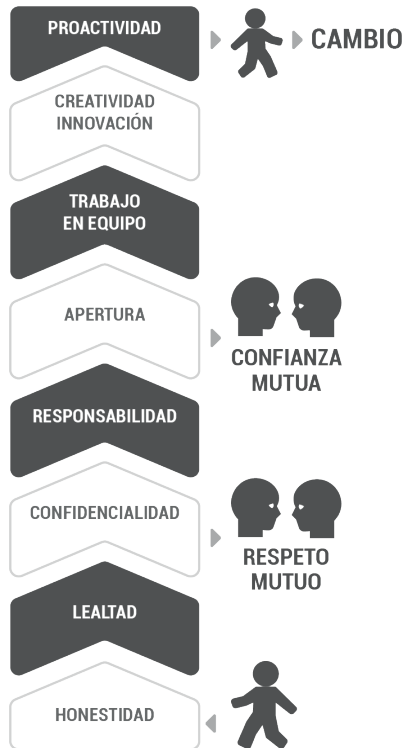 PROACTIVIDAD
CAMBIO
CREATIVIDAD
INNOVACIÓN
TRABAJO
EN EQUIPO
APERTURA
CONFIANZA
MUTUA
RESPONSABILIDAD
CONFIDENCIALIDAD
RESPETO
MUTUO
LEALTAD
HONESTIDAD